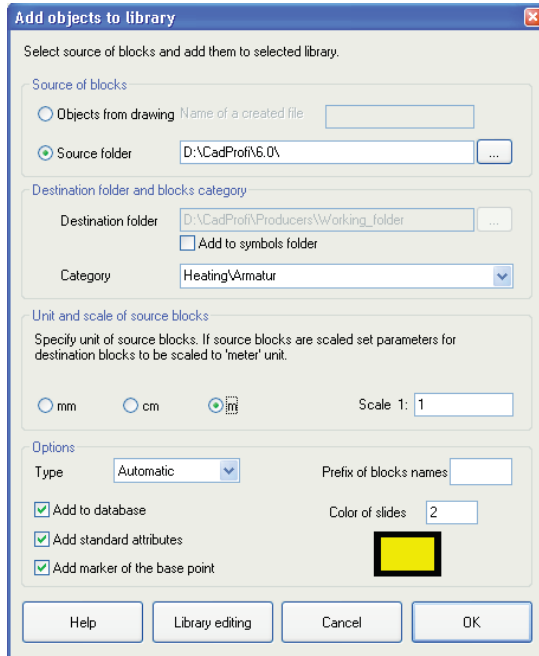 Add objects to library
Select source of blocks and add them to selected library.
Source of blocks
Objects from drawing Name of a created file
Source folder D:\CadProfi\6.0\ ...
Destination folder and blocks category
Destination folder D:\CadProfi\Producers\Working_folder ...
Add to symbols folder
Category Heating\Armatur
Unit and scale of source blocks
Specify unit of source blocks. If source blocks are scaled set parameters for
destination blocks to be scaled to 'meter' unit.
mm cm m Scale 1: 1
Options
Type Automatic Prefix of blocks names
Add to database Color of slides 2
Add standard attributes
Add marker of the base point
Help Library editing Cancel OK